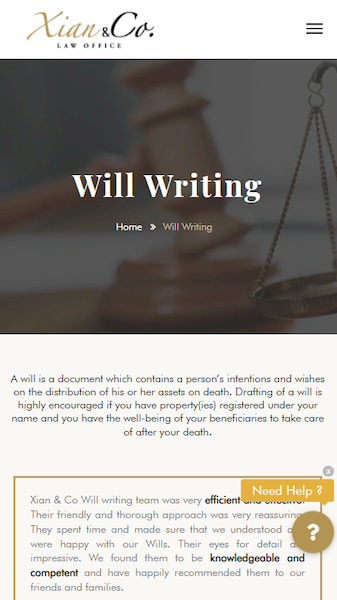 Xian & Co.
LAW OFFICE
Will Writing
Home » Will Writing
A will is a document which contains a person's intentions and wishes
on the distribution of his or her assets on death. Drafting of a will is
highly encouraged if you have property(ies) registered under your
name and you have the well-being of your beneficiaries to take care
of after your death.
x
Need Help ?
Xian & Co Will writing team was very efficient and
Their friendly and thorough approach was very reassuring.
They spent time and made sure that we understood
were happy with our Wills. Their eyes for detail
impressive. We found them to be knowledgeable and
competent and have happily recommended them to our
friends and families.
?